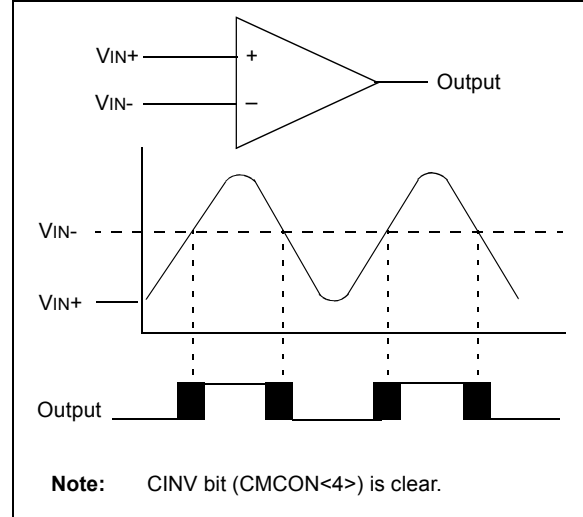 VIN+
+
Output
VIN-
–
VIN-
VIN+
Output
Note: CINV bit (CMCON<4>) is clear.